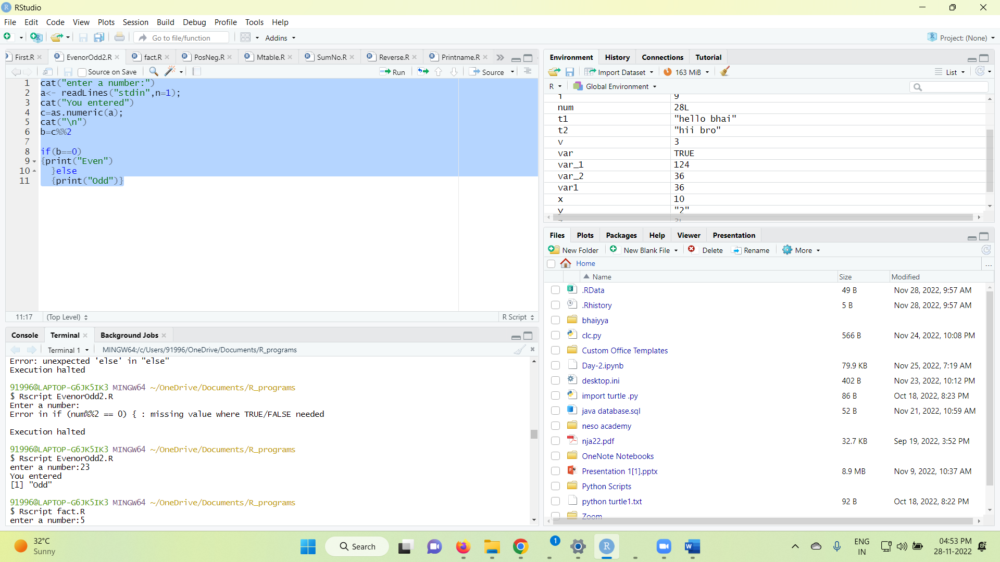 RStudio
File Edit Code View Plots Session Build Debug Profile Tools Help
Go to file/function Addins Project: (None)
First.R EvenorOdd2.R fact.R PosNeg.R Mtable.R SumNo.R Reverse.R Printname.R
Source on Save Run Source
1 cat("enter a number:")
2 a<- readLines("stdin",n=1);
3 cat("You entered")
4 c=as.numeric(a);
5 cat("\n")
6 b=c%%2
7
8 if(b==0)
9 {print("Even")
10 }else
11 {print("Odd")}
11:17 (Top Level) R Script
Console Terminal Background Jobs
Terminal 1 MINGW64:/c/Users/91996/OneDrive/Documents/R_programs
Error: unexpected 'else' in "else"
Execution halted
91996@LAPTOP-G6JK5IK3 MINGW64 ~/OneDrive/Documents/R_programs
$ Rscript EvenorOdd2.R
Enter a number:
Error in if (num%%2 == 0) { : missing value where TRUE/FALSE needed
Execution halted
91996@LAPTOP-G6JK5IK3 MINGW64 ~/OneDrive/Documents/R_programs
$ Rscript EvenorOdd2.R
enter a number:23
You entered
[1] "Odd"
91996@LAPTOP-G6JK5IK3 MINGW64 ~/OneDrive/Documents/R_programs
$ Rscript fact.R
enter a number:5
Environment History Connections Tutorial
Import Dataset 163 MiB List
R Global Environment
9
num 28L
t1 "hello bhai"
t2 "hii bro"
v 3
var TRUE
var_1 124
var_2 36
var1 36
x 10
y "2"
Files Plots Packages Help Viewer Presentation
New Folder New Blank File Delete Rename More
Home ...
Name Size Modified
.RData 49 B Nov 28, 2022, 9:57 AM
.Rhistory 5 B Nov 28, 2022, 9:57 AM
bhaiyya
clc.py 566 B Nov 24, 2022, 10:08 PM
Custom Office Templates
Day-2.ipynb 79.9 KB Nov 25, 2022, 7:19 AM
desktop.ini 402 B Nov 23, 2022, 10:12 PM
import turtle .py 86 B Oct 18, 2022, 8:23 PM
java database.sql 52 B Nov 21, 2022, 10:59 AM
neso academy
nja22.pdf 32.7 KB Sep 19, 2022, 3:52 PM
OneNote Notebooks
Presentation 1[1].pptx 8.9 MB Nov 9, 2022, 10:37 AM
Python Scripts
python turtle1.txt 92 B Oct 18, 2022, 8:22 PM
Zoom
32°C
Sunny
Search
1
ENG
IN
04:53 PM
28-11-2022